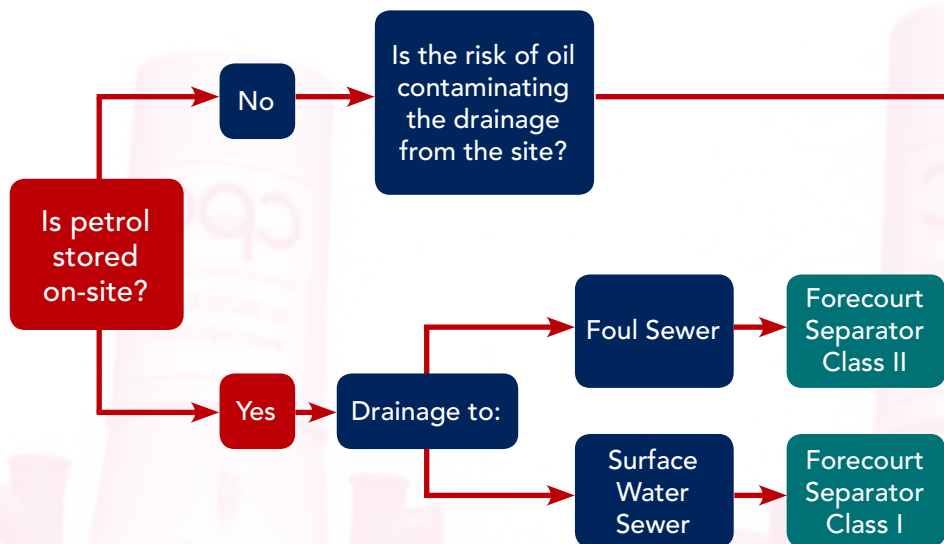 No
Is the risk of oil
contaminating
the drainage
from the site?
Is petrol
stored
on-site?
Yes
Drainage to:
Foul Sewer
Forecourt
Separator
Class II
Surface
Water
Sewer
Forecourt
Separator
Class I